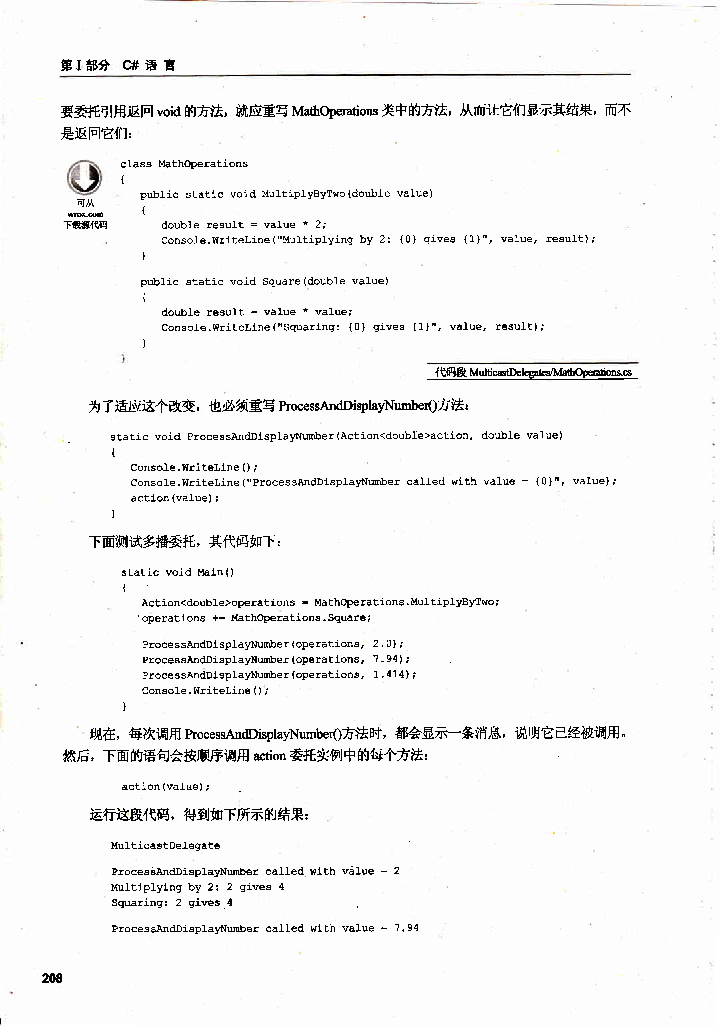 第 I 部分 C# 语 言
要委托引用返回 void 的方法，就应重写 MathOperations 类中的方法，从而让它们显示其结果，而不
是返回它们：
class MathOperations
{
public static void MultiplyByTwo(double value)
{
double result = value * 2;
Console.WriteLine("Multiplying by 2: {0} gives {1}", value, result);
}
public static void Square(double value)
{
double result = value * value;
Console.WriteLine("Squaring: {0} gives {1}", value, result);
}
}
可从
wrox.com
下载源代码
代码段 MulticastDelegates/MathOperations.cs
为了适应这个改变，也必须重写 ProcessAndDisplayNumber()方法：
static void ProcessAndDisplayNumber(Action<double>action, double value)
{
Console.WriteLine();
Console.WriteLine("ProcessAndDisplayNumber called with value = {0}", value);
action(value);
}
下面测试多播委托，其代码如下：
static void Main()
{
Action<double>operations = MathOperations.MultiplyByTwo;
operations += MathOperations.Square;
ProcessAndDisplayNumber(operations, 2.0);
ProcessAndDisplayNumber(operations, 7.94);
ProcessAndDisplayNumber(operations, 1.414);
Console.WriteLine();
}
现在，每次调用 ProcessAndDisplayNumber()方法时，都会显示一条消息，说明它已经被调用。
然后，下面的语句会按顺序调用 action 委托实例中的每个方法：
action(value);
运行这段代码，得到如下所示的结果：
MulticastDelegate
ProcessAndDisplayNumber called with value = 2
Multiplying by 2: 2 gives 4
Squaring: 2 gives 4
ProcessAndDisplayNumber called with value = 7.94
208